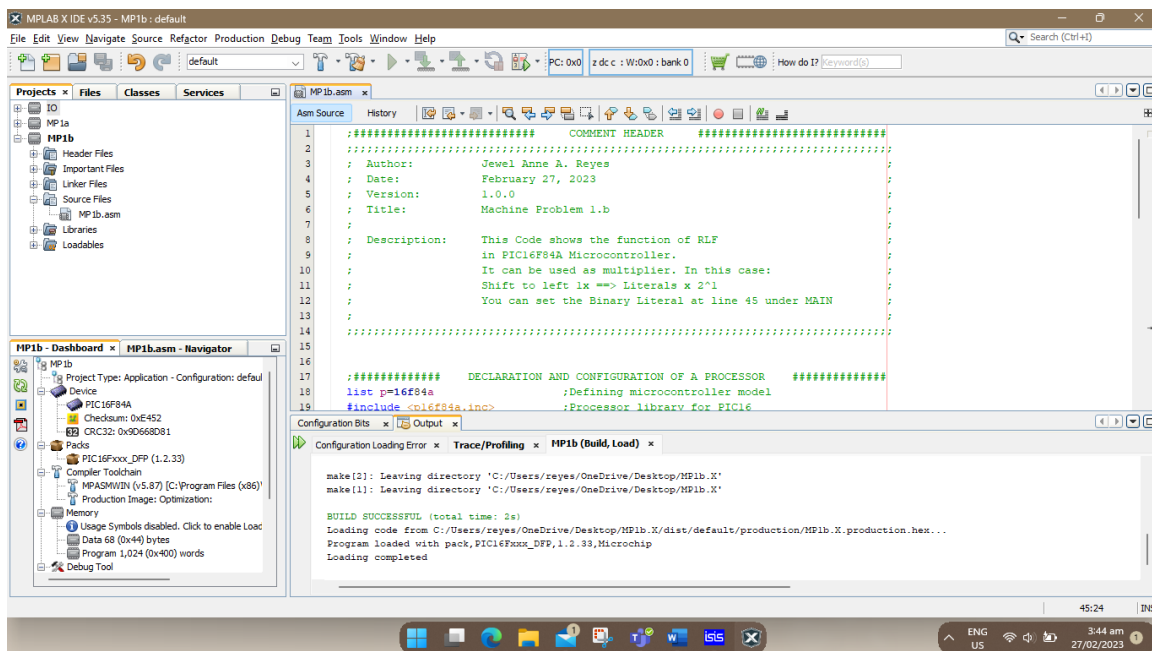 MPLAB X IDE v5.35 - MP1b : default
File Edit View Navigate Source Refactor Production Debug Team Tools Window Help
Search (Ctrl+I)
default
PC: 0x0
z dc c : W:0x0 : bank 0
How do I?
Keyword(s)
Projects
Files
Classes
Services
IO
MP1a
MP1b
Header Files
Important Files
Linker Files
Source Files
MP1b.asm
Libraries
Loadables
MP1b - Dashboard
MP1b.asm - Navigator
MP1b
Project Type: Application - Configuration: defaul
Device
PIC16F84A
Checksum: 0xE452
CRC32: 0x9D668D81
Packs
PIC16Fxxx_DFP (1.2.33)
Compiler Toolchain
MPASMWIN (v5.87) [C:\Program Files (x86)\
Production Image: Optimization:
Memory
Usage Symbols disabled. Click to enable Load
Data 68 (0x44) bytes
Program 1,024 (0x400) words
Debug Tool
MP1b.asm
Asm Source
History
1 ;########################### COMMENT HEADER ############################
2 ;;;;;;;;;;;;;;;;;;;;;;;;;;;;;;;;;;;;;;;;;;;;;;;;;;;;;;;;;;;;;;;;;;;;;;;;;;;;;;;;;
3 ; Author: Jewel Anne A. Reyes ;
4 ; Date: February 27, 2023 ;
5 ; Version: 1.0.0 ;
6 ; Title: Machine Problem 1.b ;
7 ; ;
8 ; Description: This Code shows the function of RLF ;
9 ; in PIC16F84A Microcontroller. ;
10 ; It can be used as multiplier. In this case: ;
11 ; Shift to left 1x ==> Literals x 2^1 ;
12 ; You can set the Binary Literal at line 45 under MAIN ;
13 ; ;
14 ;;;;;;;;;;;;;;;;;;;;;;;;;;;;;;;;;;;;;;;;;;;;;;;;;;;;;;;;;;;;;;;;;;;;;;;;;;;;;;;;;
15
16
17 ;############# DECLARATION AND CONFIGURATION OF A PROCESSOR ##############
18 list p=16f84a ;Defining microcontroller model
19 #include <p16f84a.inc> ;Processor library for PIC16
Configuration Bits
Output
Configuration Loading Error
Trace/Profiling
MP1b (Build, Load)
make[2]: Leaving directory 'C:/Users/reyes/OneDrive/Desktop/MP1b.X'
make[1]: Leaving directory 'C:/Users/reyes/OneDrive/Desktop/MP1b.X'
BUILD SUCCESSFUL (total time: 2s)
Loading code from C:/Users/reyes/OneDrive/Desktop/MP1b.X/dist/default/production/MP1b.X.production.hex...
Program loaded with pack,PIC16Fxxx_DFP,1.2.33,Microchip
Loading completed
45:24
INS
1
isis
ENG
US
3:44 am
27/02/2023
1